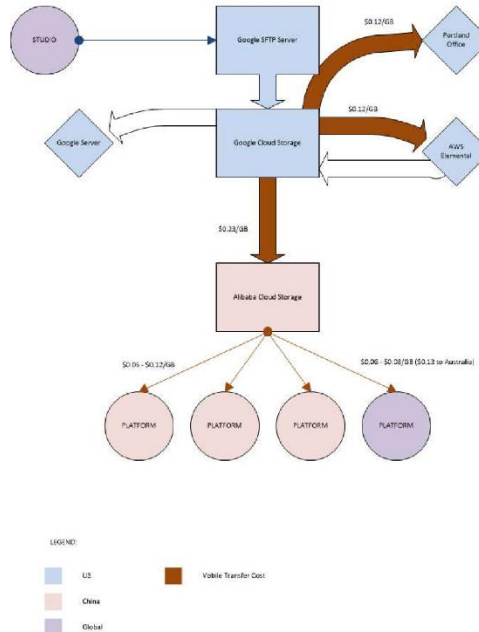 $0.12/GB
STUDIO
Google SFTP Server
Portland
Office
$0.12/GB
Google Server
Google Cloud Storage
AWS
Elemental
$0.23/GB
Alibaba Cloud Storage
$0.05 - $0.12/GB
$0.06 - $0.08/GB ($0.13 to Australia)
PLATFORM
PLATFORM
PLATFORM
PLATFORM
LEGEND:
US
Vobile Transfer Cost
China
Global